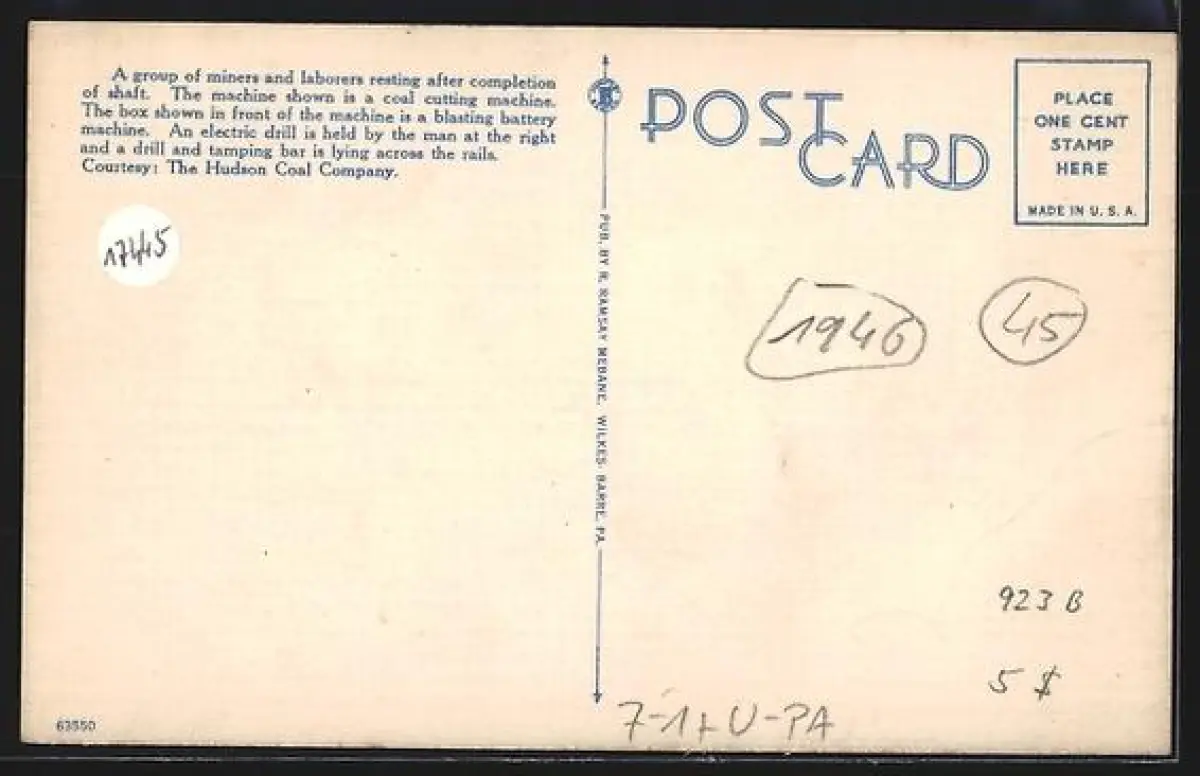 A group of miners and laborers resting after completion
of shaft. The machine shown is a coal cutting machine.
The box shown in front of the machine is a blasting battery
machine. An electric drill is held by the man at the right
and a drill and tamping bar is lying across the rails.
Courtesy: The Hudson Coal Company.
17445
POST
CARD
PLACE
ONE CENT
STAMP
HERE
MADE IN U. S. A.
PUB. BY R. RAMSAY MEBANE, WILKES-BARRE, PA.
1946
45
923 B
5 $
63550
U-PA